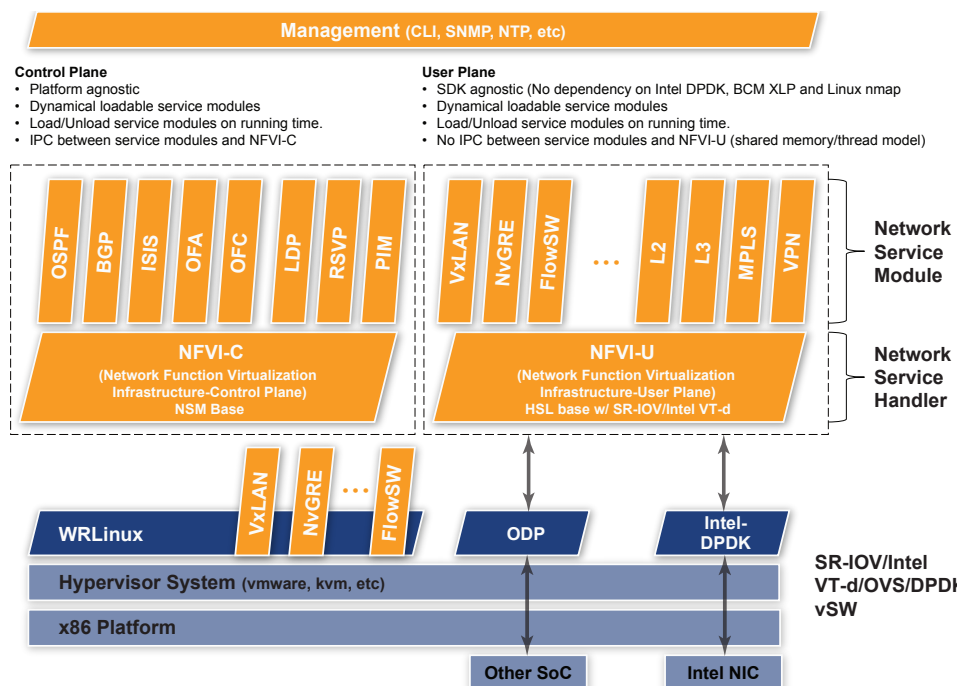 Management (CLI, SNMP, NTP, etc)
Control Plane
• Platform agnostic
• Dynamical loadable service modules
• Load/Unload service modules on running time.
• IPC between service modules and NFVI-C
User Plane
• SDK agnostic (No dependency on Intel DPDK, BCM XLP and Linux nmap
• Dynamical loadable service modules
• Load/Unload service modules on running time.
• No IPC between service modules and NFVI-U (shared memory/thread model)
OSPF
BGP
ISIS
OFA
OFC
LDP
RSVP
PIM
VxLAN
NvGRE
FlowSW
...
L2
L3
MPLS
VPN
Network
Service
Module
NFVI-C
(Network Function Virtualization
Infrastructure-Control Plane)
NSM Base
NFVI-U
(Network Function Virtualization
Infrastructure-User Plane)
HSL base w/ SR-IOV/Intel VT-d
Network
Service
Handler
VxLAN
NvGRE
...
FlowSW
WRLinux
ODP
Intel-
DPDK
Hypervisor System (vmware, kvm, etc)
x86 Platform
SR-IOV/Intel
VT-d/OVS/DPDK
vSW
Other SoC
Intel NIC